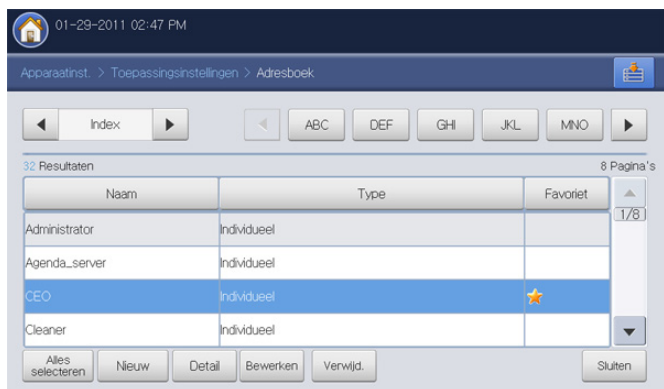 01-29-2011 02:47 PM
Apparaatinst. > Toepassingsinstellingen > Adresboek
Index ABC DEF GHI JKL MNO
32 Resultaten 8 Pagina's
Naam Type Favoriet
1/8
Administrator Individueel
Agenda_server Individueel
CEO Individueel
Cleaner Individueel
Alles selecteren Nieuw Detail Bewerken Verwijd. Sluiten